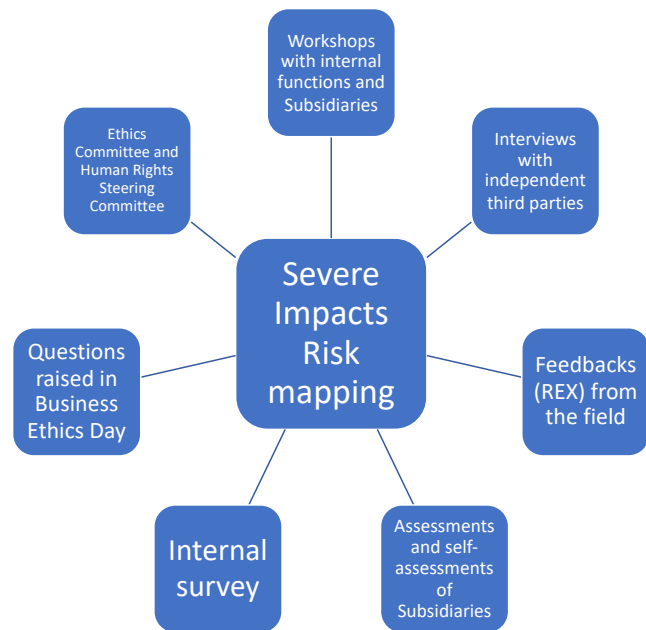 Workshops
with internal
functions and
Subsidiaries
Ethics
Committee and
Human Rights
Steering
Committee
Interviews
with
independent
third parties
Severe
Impacts
Risk
mapping
Questions
raised in
Business
Ethics Day
Feedbacks
(REX) from
the field
Internal
survey
Assessments
and self-
assessments
of
Subsidiaries